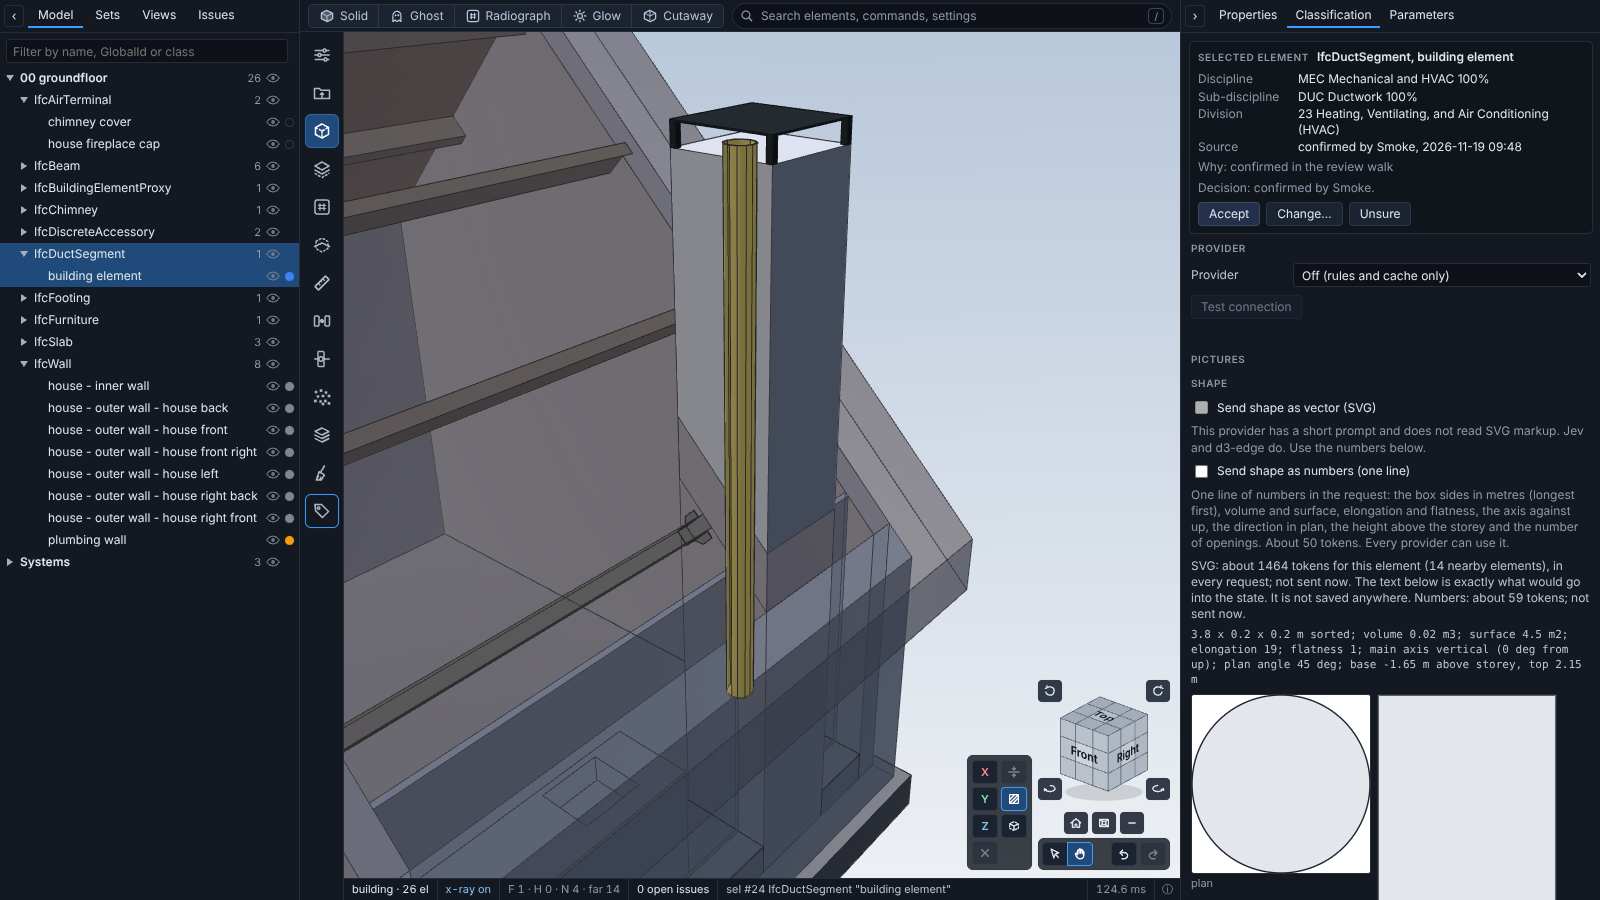 Model
Sets
Views
Issues
Filter by name, GlobalId or class
00 groundfloor 26
IfcAirTerminal 2
chimney cover
house fireplace cap
IfcBeam 6
IfcBuildingElementProxy 1
IfcChimney 1
IfcDiscreteAccessory 2
IfcDuctSegment 1
building element
IfcFooting 1
IfcFurniture 1
IfcSlab 3
IfcWall 8
house - inner wall
house - outer wall - house back
house - outer wall - house front
house - outer wall - house front right
house - outer wall - house left
house - outer wall - house right back
house - outer wall - house right front
plumbing wall
Systems 3
Solid
Ghost
Radiograph
Glow
Cutaway
Search elements, commands, settings /
Top
Front
Right
X
Y
Z
building · 26 el
x-ray on
F 1 · H 0 · N 4 · far 14
0 open issues
sel #24 IfcDuctSegment "building element"
124.6 ms
Properties
Classification
Parameters
SELECTED ELEMENT IfcDuctSegment, building element
Discipline MEC Mechanical and HVAC 100%
Sub-discipline DUC Ductwork 100%
Division 23 Heating, Ventilating, and Air Conditioning
(HVAC)
Source confirmed by Smoke, 2026-11-19 09:48
Why: confirmed in the review walk
Decision: confirmed by Smoke.
Accept
Change...
Unsure
PROVIDER
Provider Off (rules and cache only)
Test connection
PICTURES
SHAPE
Send shape as vector (SVG)
This provider has a short prompt and does not read SVG markup. Jev
and d3-edge do. Use the numbers below.
Send shape as numbers (one line)
One line of numbers in the request: the box sides in metres (longest
first), volume and surface, elongation and flatness, the axis against
up, the direction in plan, the height above the storey and the number
of openings. About 50 tokens. Every provider can use it.
SVG: about 1464 tokens for this element (14 nearby elements), in
every request; not sent now. The text below is exactly what would go
into the state. It is not saved anywhere. Numbers: about 59 tokens; not
sent now.
3.8 x 0.2 x 0.2 m sorted; volume 0.02 m3; surface 4.5 m2;
elongation 19; flatness 1; main axis vertical (0 deg from
up); plan angle 45 deg; base -1.65 m above storey, top 2.15
m
plan